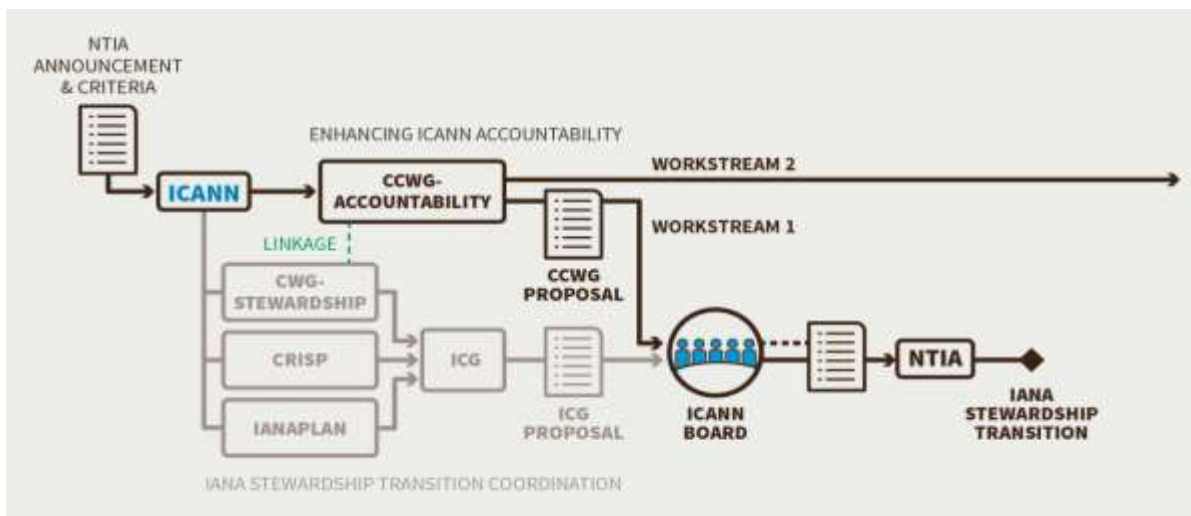 NTIA
ANNOUNCEMENT
& CRITERIA
ENHANCING ICANN ACCOUNTABILITY
ICANN
CCWG-
ACCOUNTABILITY
WORKSTREAM 2
WORKSTREAM 1
LINKAGE
CCWG
PROPOSAL
CWG-
STEWARDSHIP
CRISP
IANAPLAN
ICG
ICG
PROPOSAL
ICANN
BOARD
NTIA
IANA
STEWARDSHIP
TRANSITION
IANA STEWARDSHIP TRANSITION COORDINATION